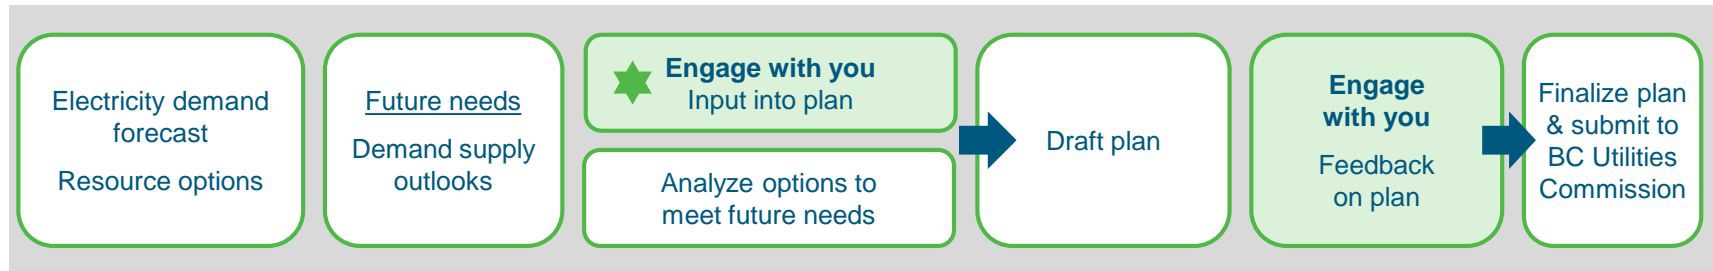 Electricity demand
forecast
Resource options
Future needs
Demand supply
outlooks
Engage with you
Input into plan
Analyze options to
meet future needs
Draft plan
Engage
with you
Feedback
on plan
Finalize plan
& submit to
BC Utilities
Commission